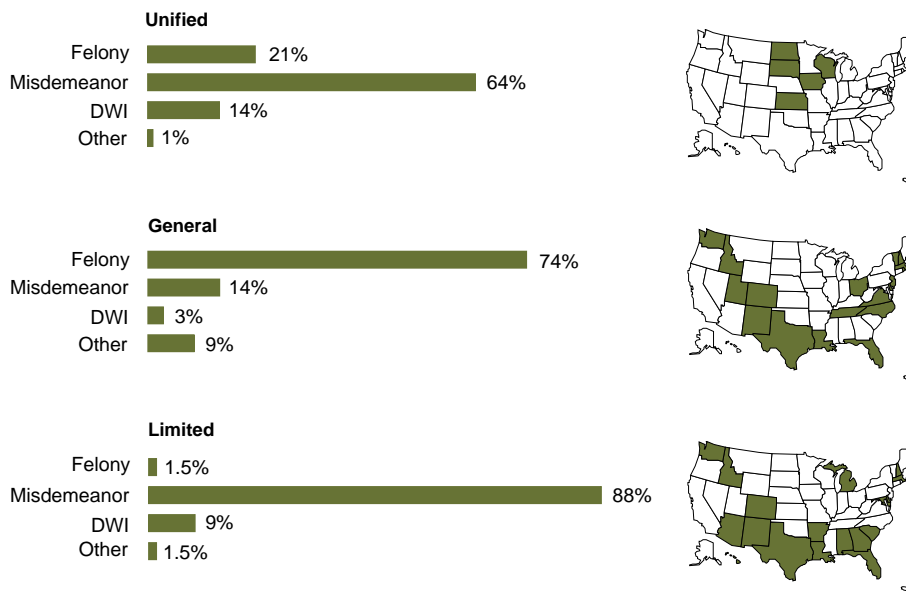 Unified
Felony 21%
Misdemeanor 64%
DWI 14%
Other 1%
General
Felony 74%
Misdemeanor 14%
DWI 3%
Other 9%
Limited
Felony 1.5%
Misdemeanor 88%
DWI 9%
Other 1.5%